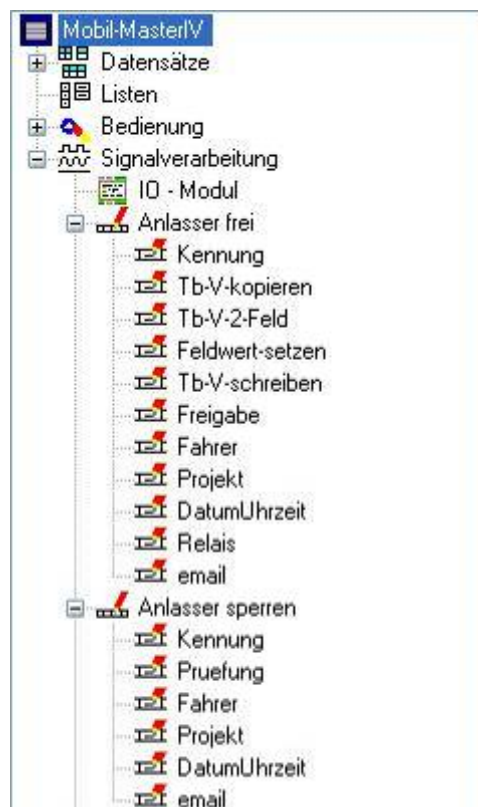 Mobil-MasterIV
Datensätze
Listen
Bedienung
Signalverarbeitung
IO - Modul
Anlasser frei
Kennung
Tb-V-kopieren
Tb-V-2-Feld
Feldwert-setzen
Tb-V-schreiben
Freigabe
Fahrer
Projekt
DatumUhrzeit
Relais
email
Anlasser sperren
Kennung
Pruefung
Fahrer
Projekt
DatumUhrzeit
email